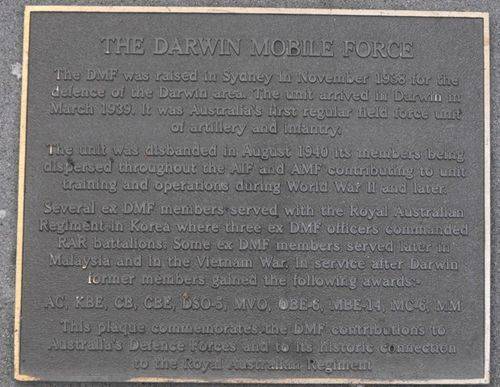 THE DARWIN MOBILE FORCE
The DMF was raised in Sydney in November 1938 for the
defence of the Darwin area. The unit arrived in Darwin in
March 1939. It was Australia's first regular field force unit
of artillery and infantry.
The unit was disbanded in August 1940 its members being
dispersed throughout the AIF and AMF contributing to unit
training and operations during World War II and later.
Several ex DMF members served with the Royal Australian
Regiment in Korea where three ex DMF officers commanded
RAR battalions. Some ex DMF members served later in
Malaysia and in the Vietnam War. In service after Darwin
former members gained the following awards:-
AC, KBE, CB, CBE, DSO-5, MVO, OBE-6, MBE-14, MC-6, MM
This plaque commemorates the DMF contributions to
Australia's Defence Forces and to its historic connection
to the Royal Australian Regiment